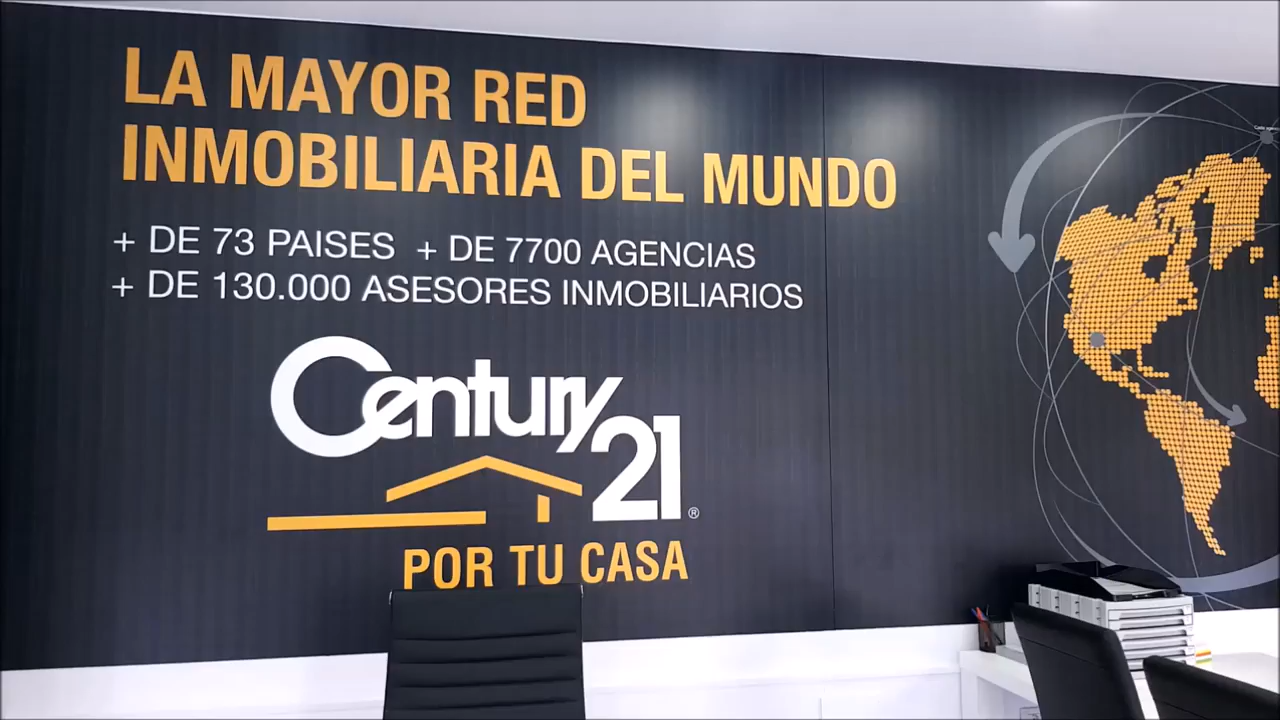 LA MAYOR RED
INMOBILIARIA DEL MUNDO
+ DE 73 PAISES + DE 7700 AGENCIAS
+ DE 130.000 ASESORES INMOBILIARIOS
Century
21®
POR TU CASA